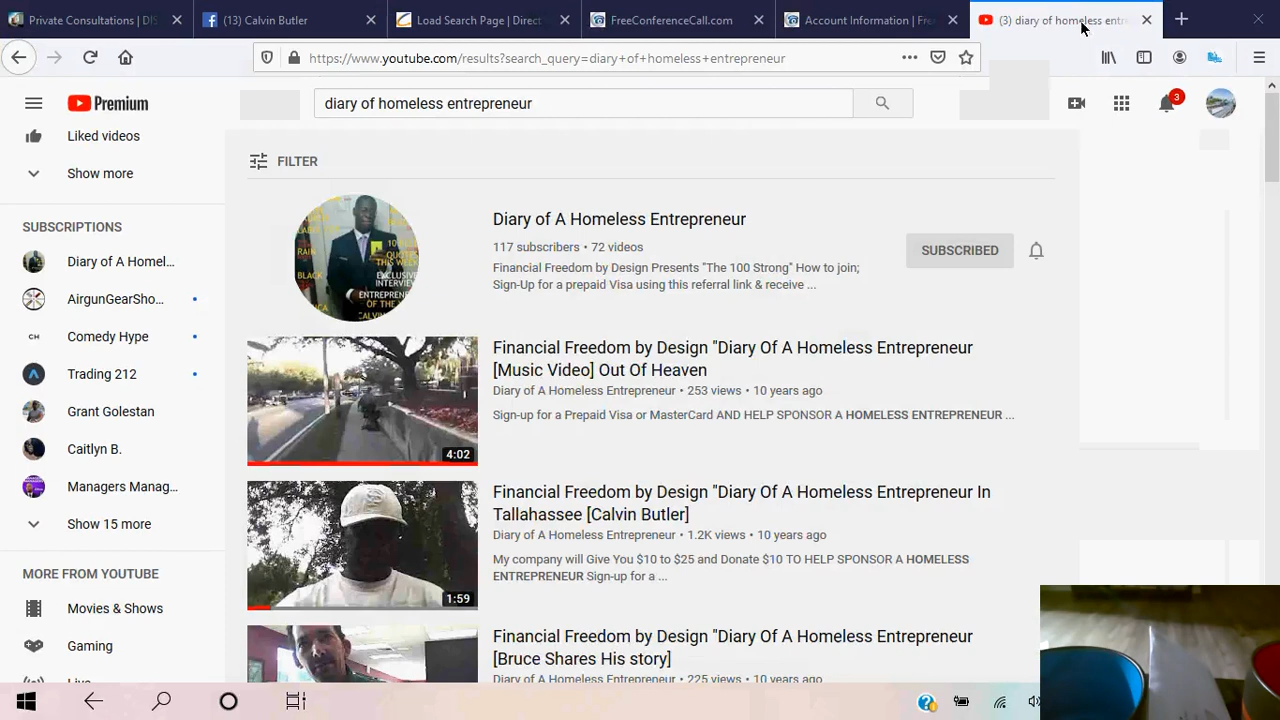 Private Consultations | DI
(13) Calvin Butler
Load Search Page | Direct
FreeConferenceCall.com
Account Information | Fre
(3) diary of homeless entre
https://www.youtube.com/results?search_query=diary+of+homeless+entrepreneur
Premium
diary of homeless entrepreneur
3
Liked videos
Show more
SUBSCRIPTIONS
Diary of A Homel...
AirgunGearSho...
CH
Comedy Hype
Trading 212
Grant Golestan
Caitlyn B.
Managers Manag...
Show 15 more
MORE FROM YOUTUBE
Movies & Shows
Gaming
FILTER
Diary of A Homeless Entrepreneur
117 subscribers • 72 videos
Financial Freedom by Design Presents "The 100 Strong" How to join;
Sign-Up for a prepaid Visa using this referral link & receive ...
SUBSCRIBED
Financial Freedom by Design "Diary Of A Homeless Entrepreneur
[Music Video] Out Of Heaven
Diary of A Homeless Entrepreneur • 253 views • 10 years ago
Sign-up for a Prepaid Visa or MasterCard AND HELP SPONSOR A HOMELESS ENTREPRENEUR ...
4:02
Financial Freedom by Design "Diary Of A Homeless Entrepreneur In
Tallahassee [Calvin Butler]
Diary of A Homeless Entrepreneur • 1.2K views • 10 years ago
My company will Give You $10 to $25 and Donate $10 TO HELP SPONSOR A HOMELESS
ENTREPRENEUR Sign-up for a ...
1:59
Financial Freedom by Design "Diary Of A Homeless Entrepreneur
[Bruce Shares His story]
Diary of A Homeless Entrepreneur • 225 views • 10 years ago